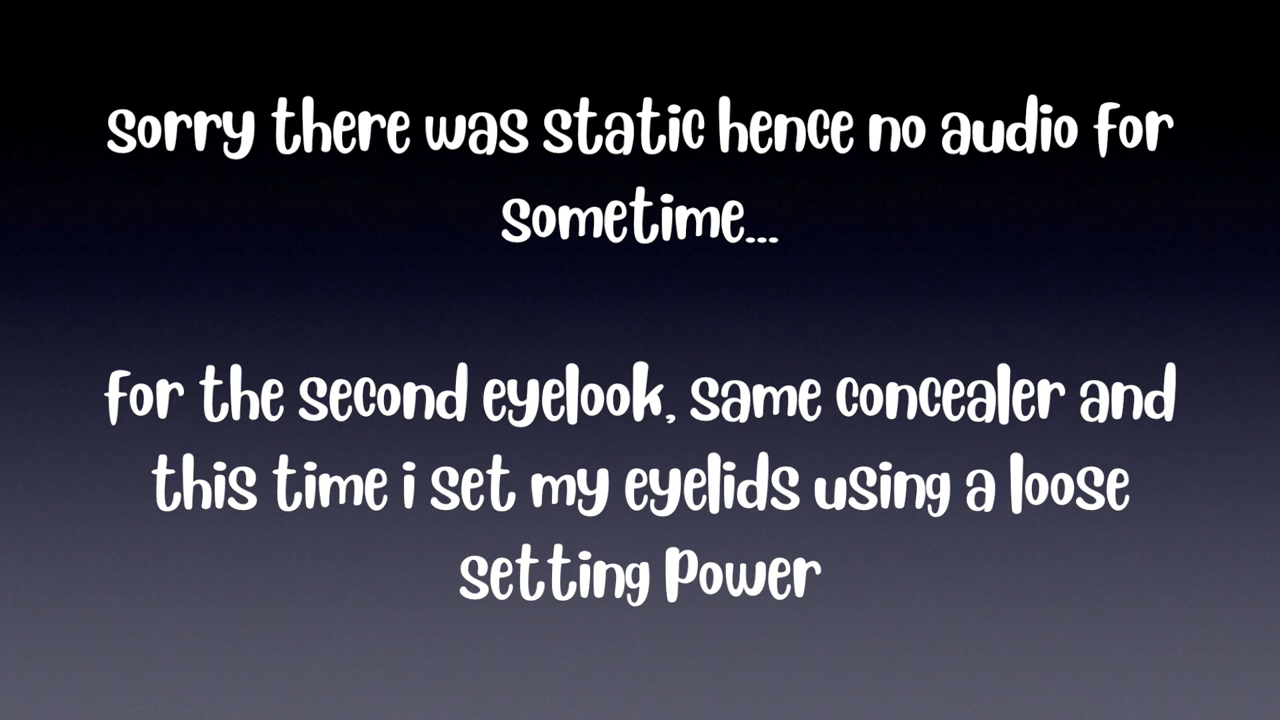 sorry there was static hence no audio for
sometime...
for the second eyelook, same concealer and
this time i set my eyelids using a loose
setting Power